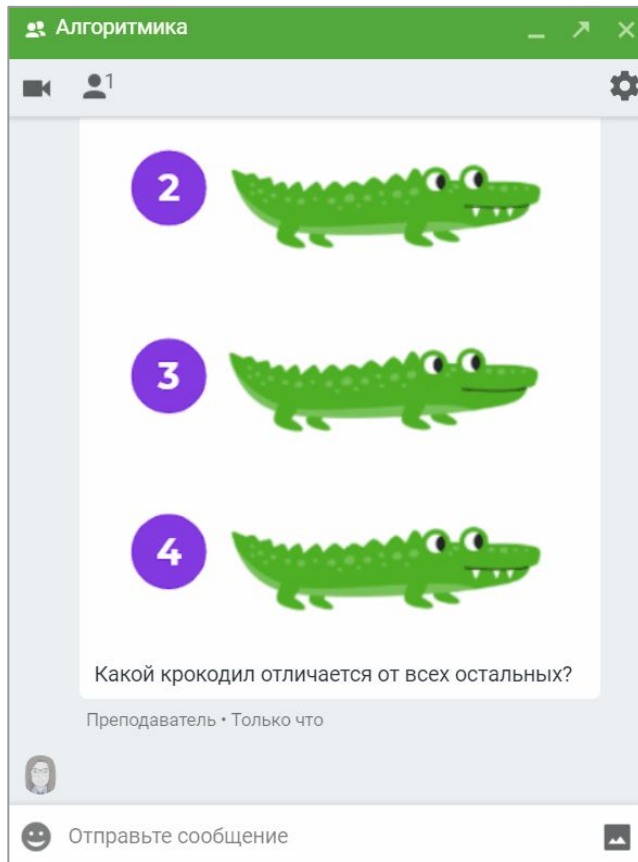 Алгоритмика
1
2
3
4
Какой крокодил отличается от всех остальных?
Преподаватель • Только что
Отправьте сообщение